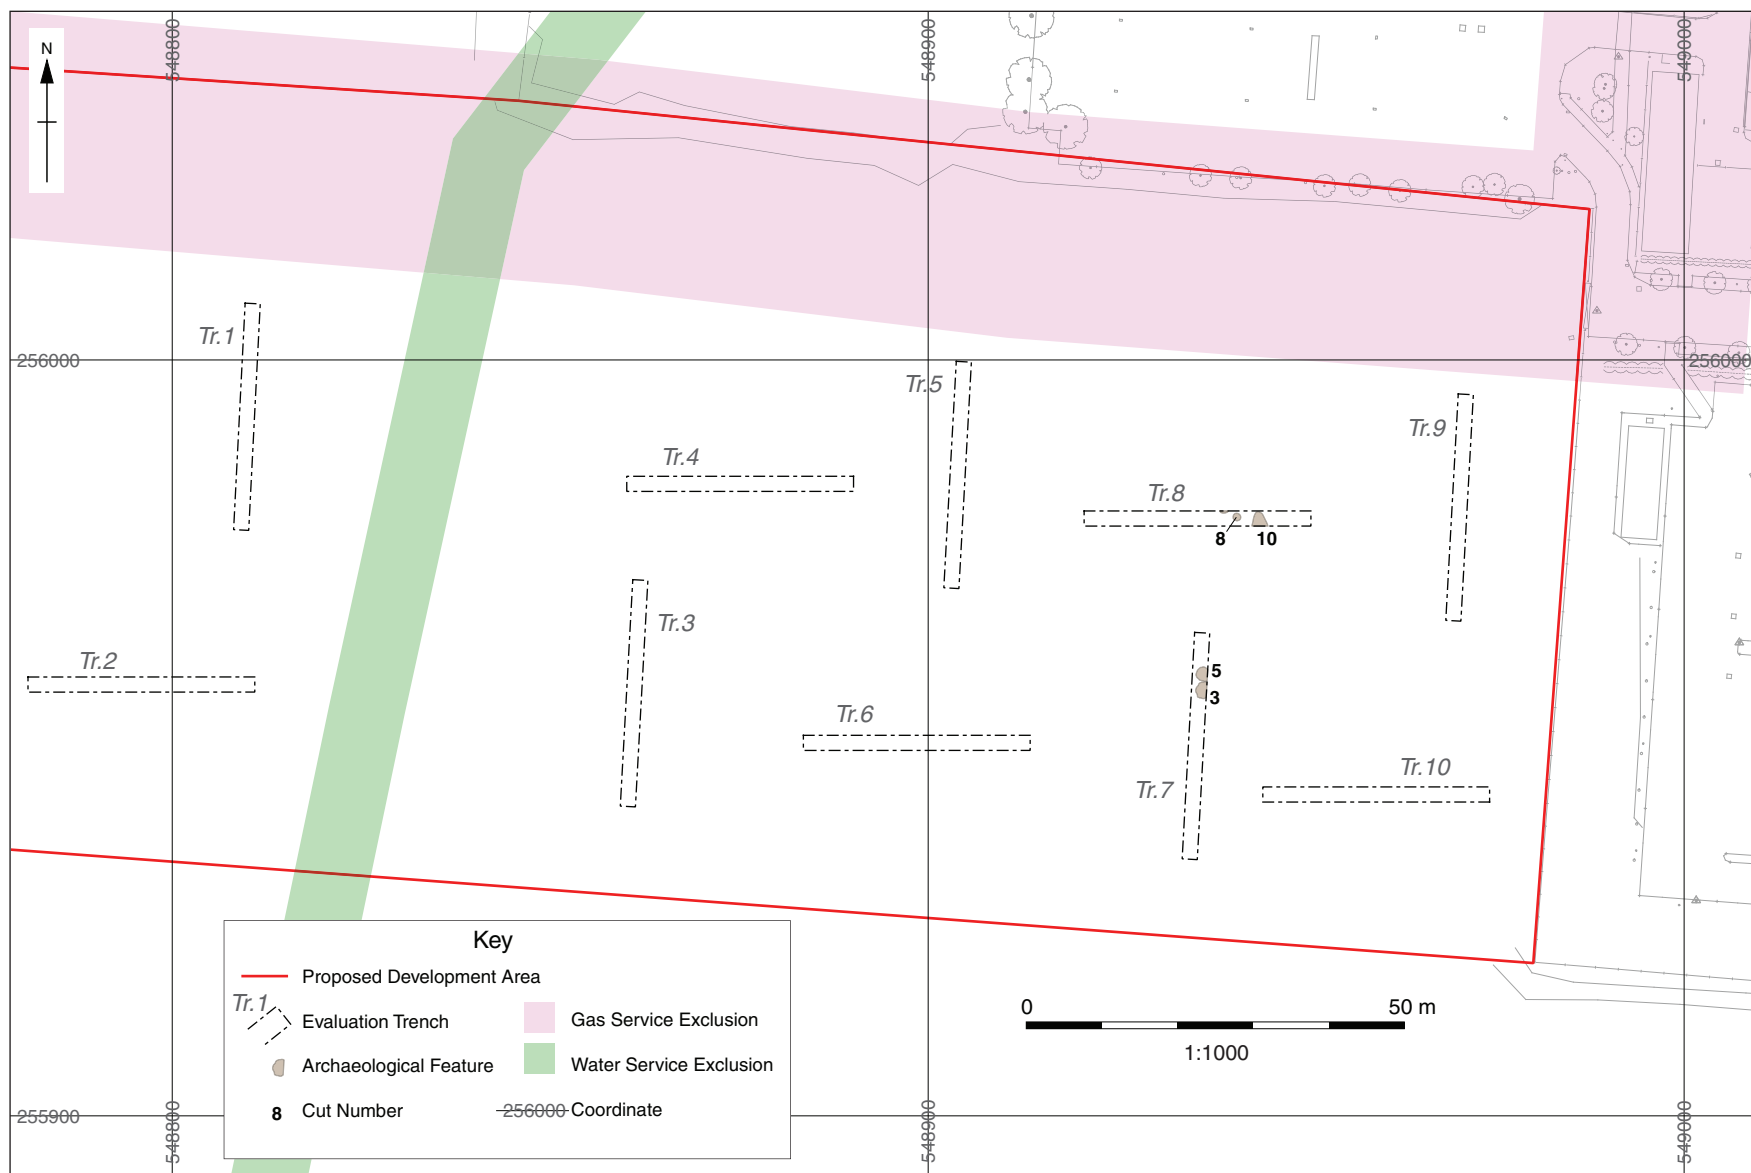 N
548800
548900
549000
Tr.1
256000
256000
Tr.5
Tr.9
Tr.4
Tr.8
8
10
Tr.3
Tr.2
5
3
Tr.6
Tr.10
Tr.7
Key
Proposed Development Area
Tr.1
Evaluation Trench
Gas Service Exclusion
Archaeological Feature
Water Service Exclusion
8
Cut Number
256000
Coordinate
0
50 m
1:1000
255900
548800
548900
549000